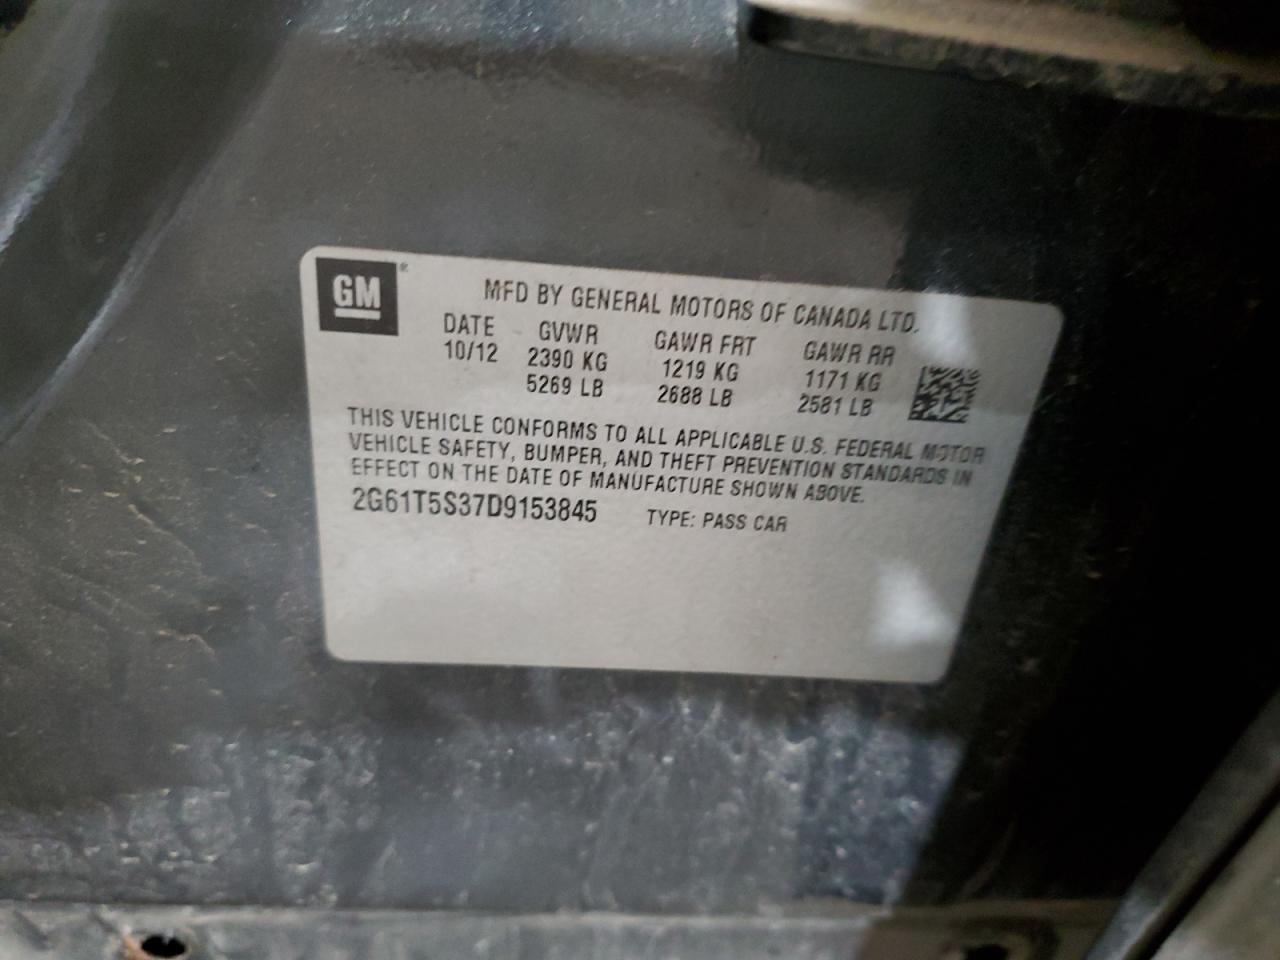 GM®
MFD BY GENERAL MOTORS OF CANADA LTD.
DATE GVWR GAWR FRT GAWR RR
10/12 2390 KG 1219 KG 1171 KG
5269 LB 2688 LB 2581 LB
THIS VEHICLE CONFORMS TO ALL APPLICABLE U.S. FEDERAL MOTOR
VEHICLE SAFETY, BUMPER, AND THEFT PREVENTION STANDARDS IN
EFFECT ON THE DATE OF MANUFACTURE SHOWN ABOVE.
2G61T5S37D9153845 TYPE: PASS CAR